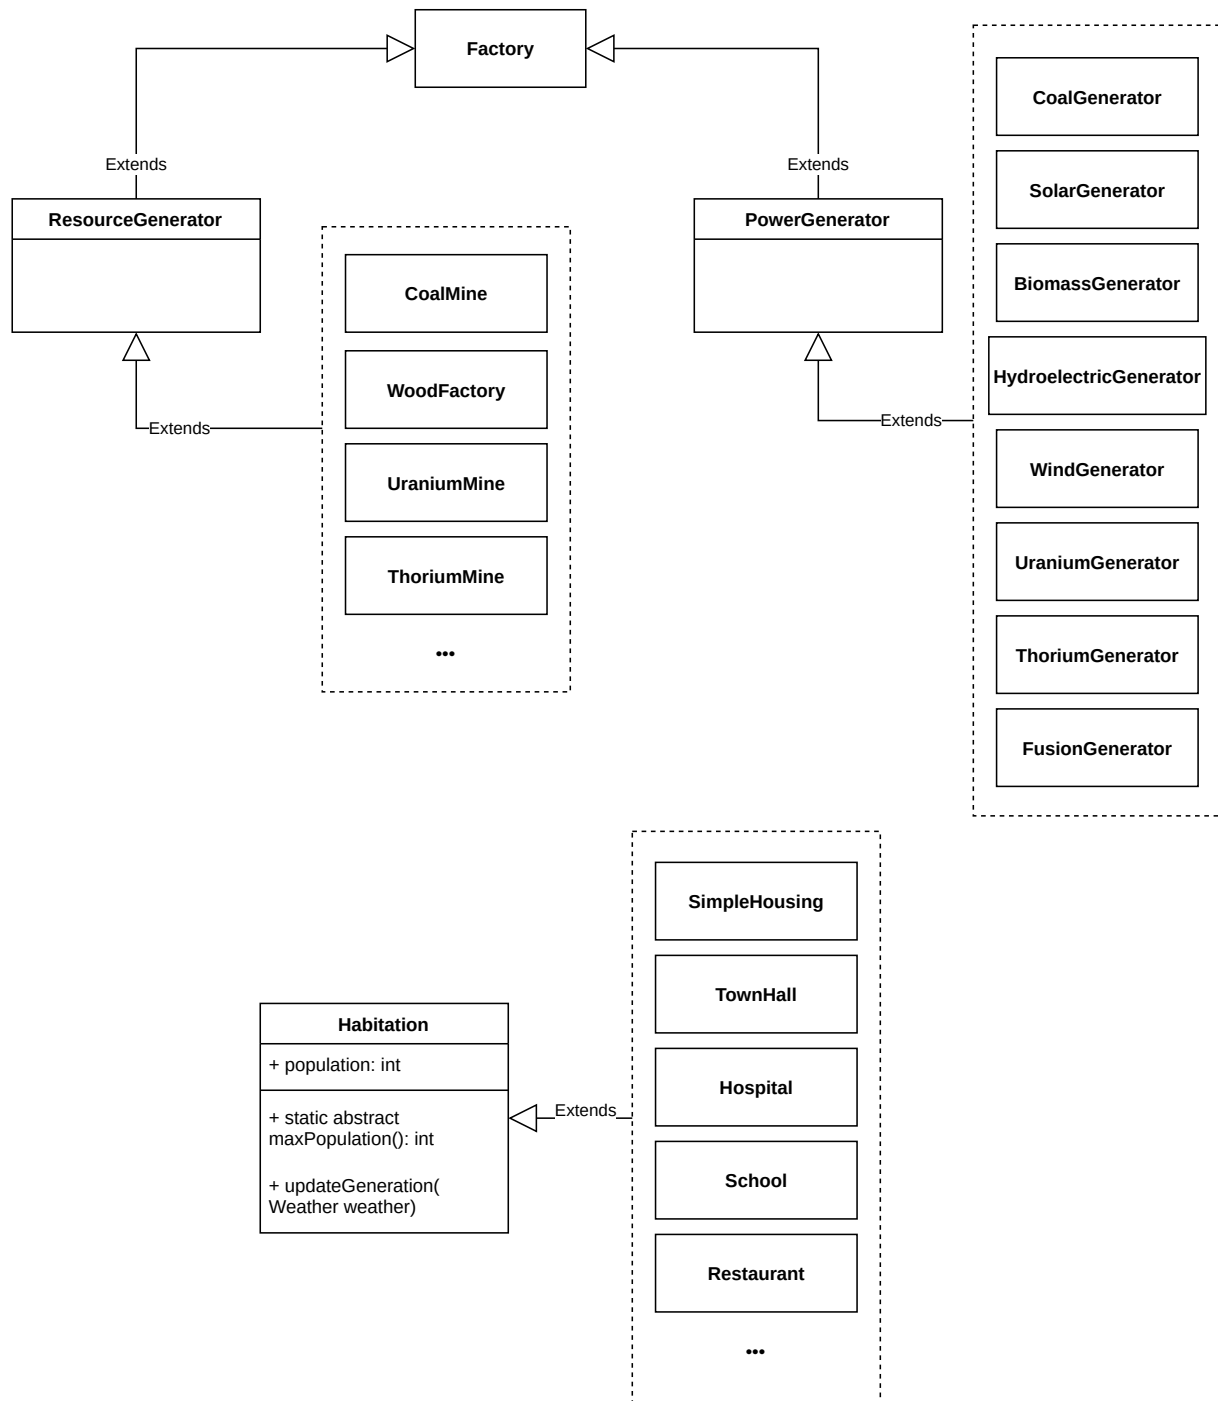 Factory
Extends
Extends
ResourceGenerator
PowerGenerator
CoalMine
WoodFactory
UraniumMine
ThoriumMine
...
Extends
CoalGenerator
SolarGenerator
BiomassGenerator
HydroelectricGenerator
WindGenerator
UraniumGenerator
ThoriumGenerator
FusionGenerator
Extends
Habitation
+ population: int
+ static abstract
maxPopulation(): int
+ updateGeneration(
Weather weather)
Extends
SimpleHousing
TownHall
Hospital
School
Restaurant
...